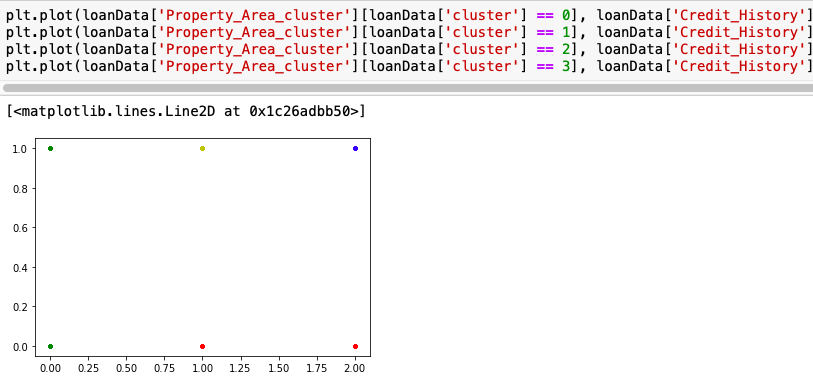 plt.plot(loanData['Property_Area_cluster'][loanData['cluster'] == 0], loanData['Credit_History']
plt.plot(loanData['Property_Area_cluster'][loanData['cluster'] == 1], loanData['Credit_History']
plt.plot(loanData['Property_Area_cluster'][loanData['cluster'] == 2], loanData['Credit_History']
plt.plot(loanData['Property_Area_cluster'][loanData['cluster'] == 3], loanData['Credit_History']
[<matplotlib.lines.Line2D at 0x1c26adbb50>]
1.0
0.8
0.6
0.4
0.2
0.0
0.00 0.25 0.50 0.75 1.00 1.25 1.50 1.75 2.00